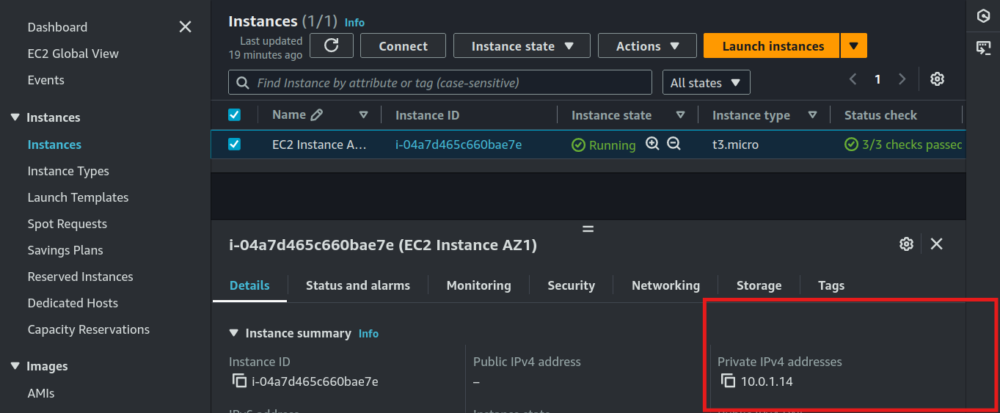 Dashboard
EC2 Global View
Events
Instances
Instances
Instance Types
Launch Templates
Spot Requests
Savings Plans
Reserved Instances
Dedicated Hosts
Capacity Reservations
Images
AMIs
Instances (1/1) Info
Last updated
19 minutes ago
Connect
Instance state
Actions
Launch instances
Find Instance by attribute or tag (case-sensitive)
All states
1
Name Instance ID Instance state Instance type Status check
EC2 Instance A... i-04a7d465c660bae7e Running t3.micro 3/3 checks passed
i-04a7d465c660bae7e (EC2 Instance AZ1)
Details Status and alarms Monitoring Security Networking Storage Tags
Instance summary Info
Instance ID
i-04a7d465c660bae7e
Public IPv4 address
–
Private IPv4 addresses
10.0.1.14
IPv6 address
Instance state